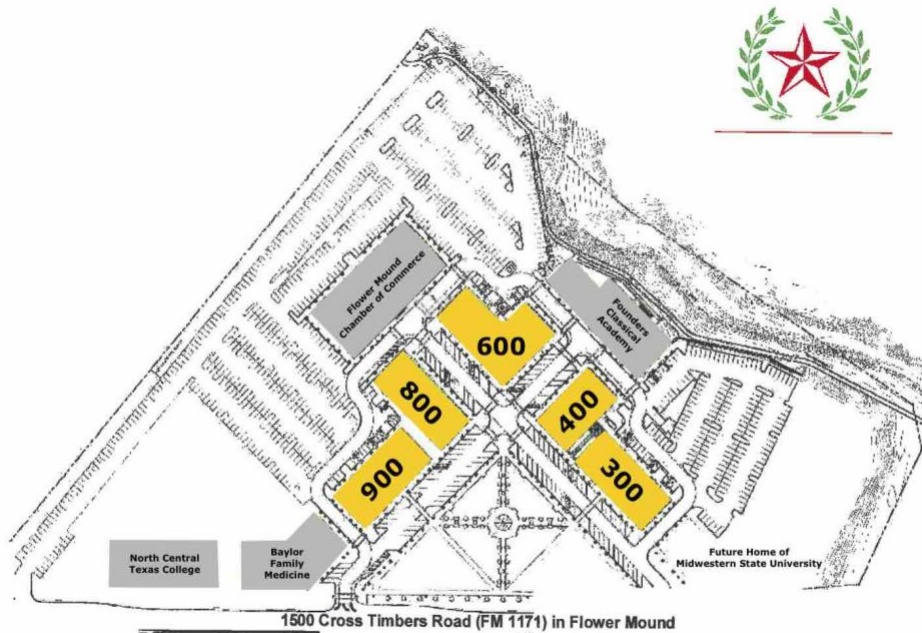 Flower Mound
Chamber of Commerce
Founders
Classical
Academy
600
800
400
900
300
North Central
Texas College
Baylor
Family
Medicine
Future Home of
Midwestern State University
1500 Cross Timbers Road (FM 1171) in Flower Mound